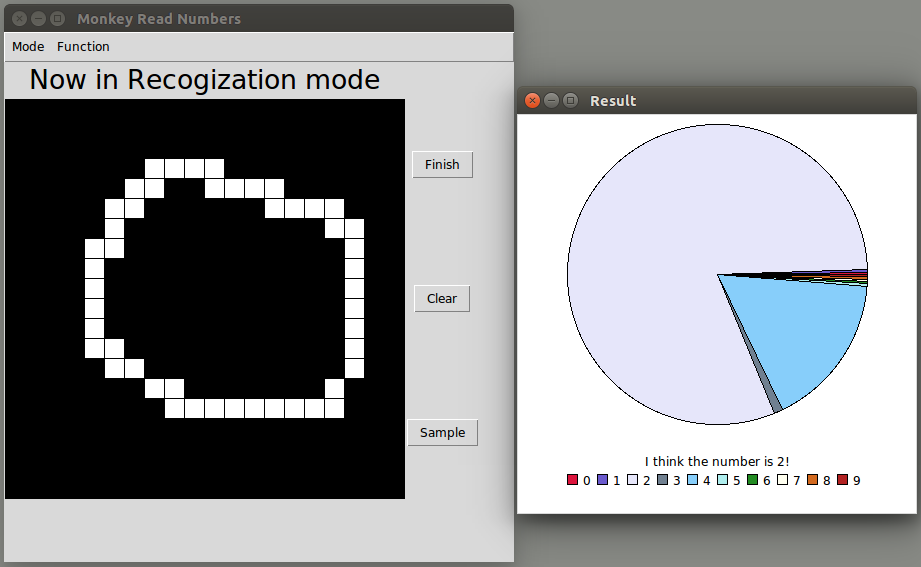 Monkey Read Numbers
Mode Function
Now in Recogization mode
Finish
Clear
Sample
Result
I think the number is 2!
0 1 2 3 4 5 6 7 8 9